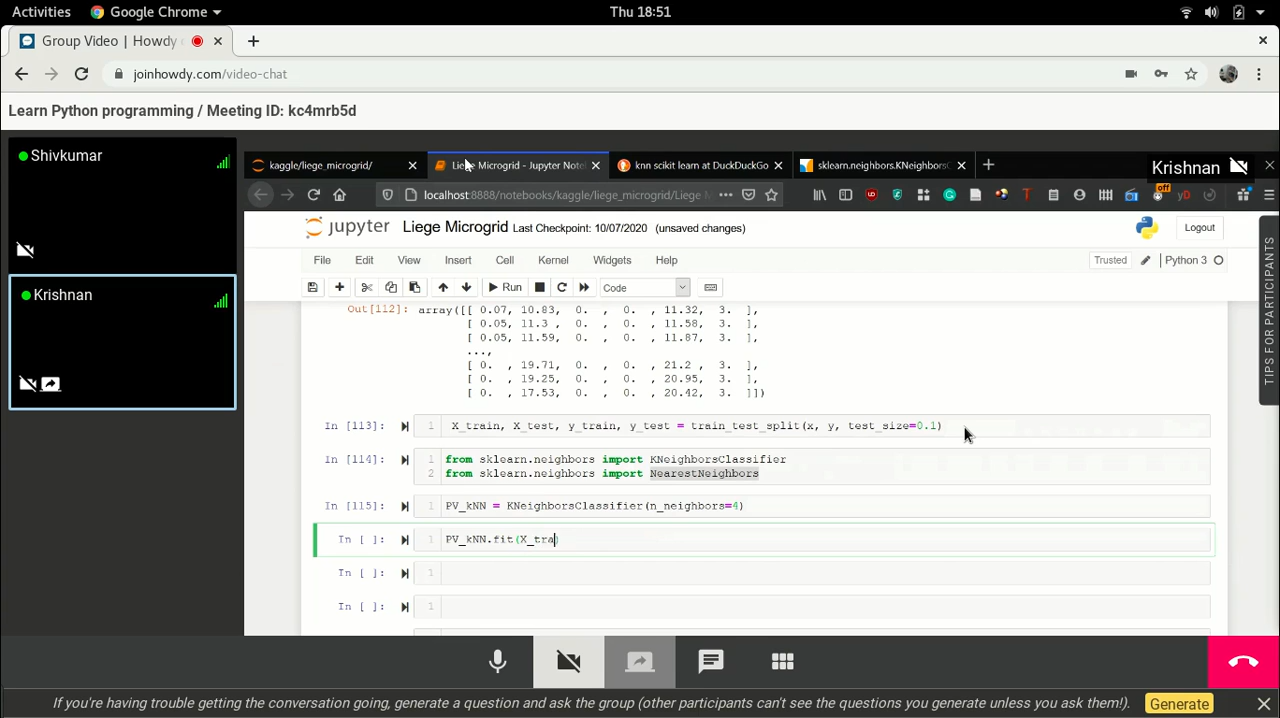 Activities Google Chrome Thu 18:51
Group Video | Howdy
joinhowdy.com/video-chat
Learn Python programming / Meeting ID: kc4mrb5d
Shivkumar
Krishnan
kaggle/liege_microgrid/
Liege Microgrid - Jupyter Note
knn scikit learn at DuckDuckGo
sklearn.neighbors.KNeighborsC
Krishnan
localhost:8888/notebooks/kaggle/liege_microgrid/Liege M
off
jupyter Liege Microgrid Last Checkpoint: 10/07/2020 (unsaved changes)
Logout
File Edit View Insert Cell Kernel Widgets Help
Trusted Python 3
Run Code
Out[112]: array([[ 0.07, 10.83, 0. , 0. , 11.32, 3. ],
[ 0.05, 11.3 , 0. , 0. , 11.58, 3. ],
[ 0.05, 11.59, 0. , 0. , 11.87, 3. ],
...,
[ 0. , 19.71, 0. , 0. , 21.2 , 3. ],
[ 0. , 19.25, 0. , 0. , 20.95, 3. ],
[ 0. , 17.53, 0. , 0. , 20.42, 3. ]])
In [113]: 1 X_train, X_test, y_train, y_test = train_test_split(x, y, test_size=0.1)
In [114]: 1 from sklearn.neighbors import KNeighborsClassifier
2 from sklearn.neighbors import NearestNeighbors
In [115]: 1 PV_kNN = KNeighborsClassifier(n_neighbors=4)
In [ ]: 1 PV_kNN.fit(X_tra)
In [ ]: 1
In [ ]: 1
TIPS FOR PARTICIPANTS
If you're having trouble getting the conversation going, generate a question and ask the group (other participants can't see the questions you generate unless you ask them!).
Generate